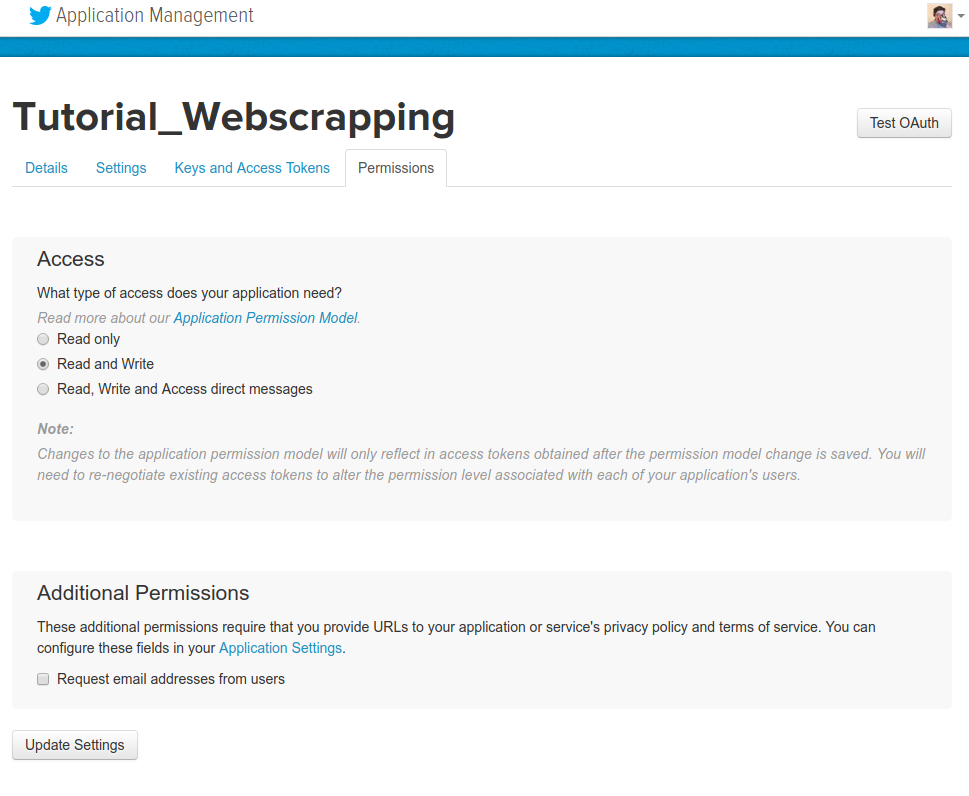 Application Management
Tutorial_Webscrapping
Test OAuth
Details Settings Keys and Access Tokens Permissions
Access
What type of access does your application need?
Read more about our Application Permission Model.
Read only
Read and Write
Read, Write and Access direct messages
Note:
Changes to the application permission model will only reflect in access tokens obtained after the permission model change is saved. You will
need to re-negotiate existing access tokens to alter the permission level associated with each of your application's users.
Additional Permissions
These additional permissions require that you provide URLs to your application or service's privacy policy and terms of service. You can
configure these fields in your Application Settings.
Request email addresses from users
Update Settings